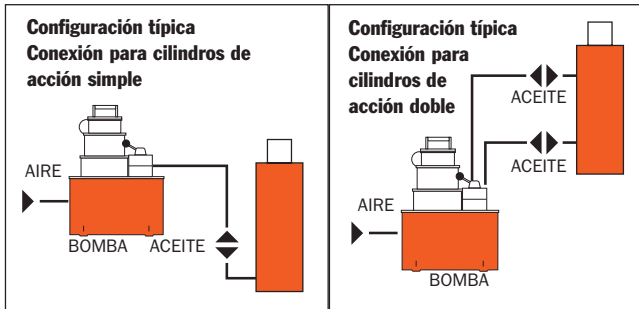 Configuración típica
Conexión para cilindros de
acción simple
AIRE
BOMBA
ACEITE
Configuración típica
Conexión para
cilindros de
acción doble
ACEITE
ACEITE
AIRE
BOMBA